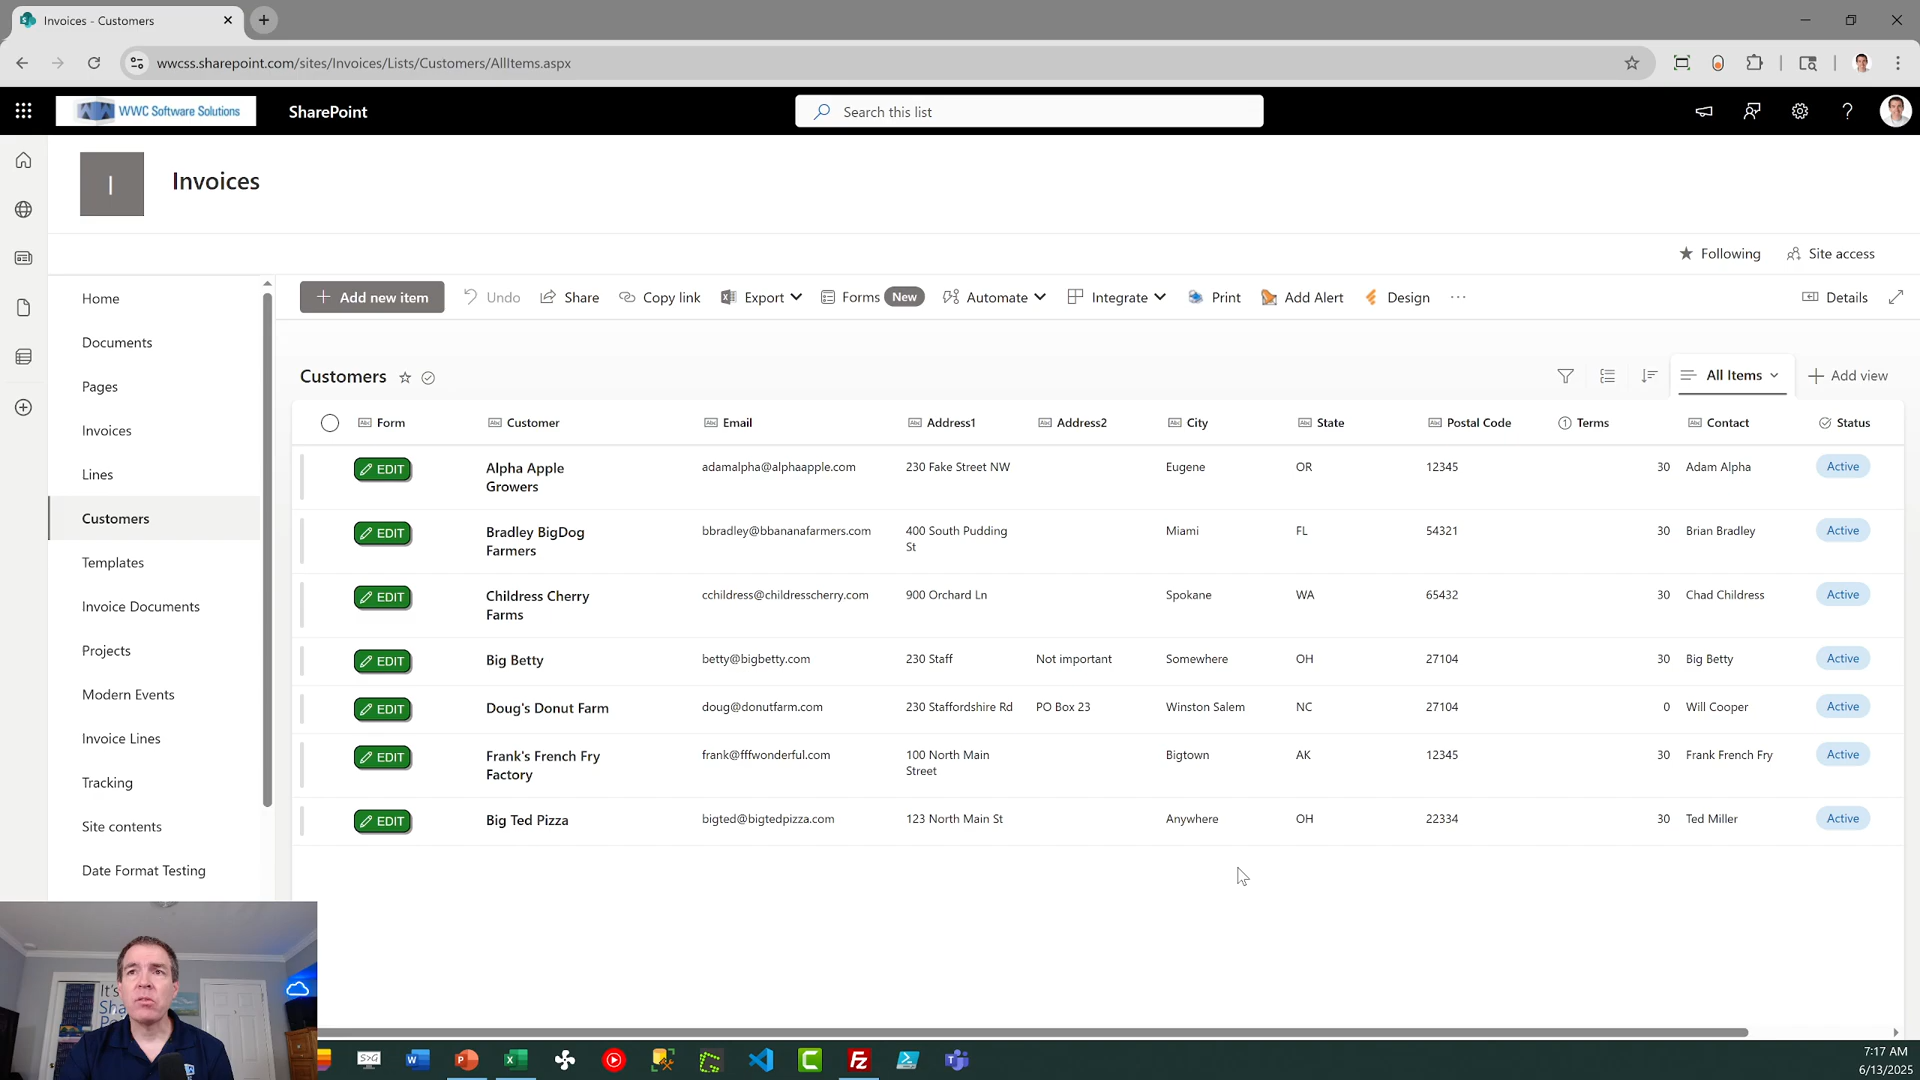 Invoices - Customers
wwcss.sharepoint.com/sites/Invoices/Lists/Customers/AllItems.aspx
WWC Software Solutions
SharePoint
Search this list
I
Invoices
Following
Site access
Home
Documents
Pages
Invoices
Lines
Customers
Templates
Invoice Documents
Projects
Modern Events
Invoice Lines
Tracking
Site contents
Date Format Testing
Add new item Undo Share Copy link Export Forms New Automate Integrate Print Add Alert Design ··· Details
Customers
All Items
Add view
Form Customer Email Address1 Address2 City State Postal Code Terms Contact Status
EDIT Alpha Apple adamalpha@alphaapple.com 230 Fake Street NW Eugene OR 12345 30 Adam Alpha Active
Growers
EDIT Bradley BigDog bbradley@bbananafarmers.com 400 South Pudding Miami FL 54321 30 Brian Bradley Active
Farmers St
EDIT Childress Cherry cchildress@childresscherry.com 900 Orchard Ln Spokane WA 65432 30 Chad Childress Active
Farms
EDIT Big Betty betty@bigbetty.com 230 Staff Not important Somewhere OH 27104 30 Big Betty Active
EDIT Doug's Donut Farm doug@donutfarm.com 230 Staffordshire Rd PO Box 23 Winston Salem NC 27104 0 Will Cooper Active
EDIT Frank's French Fry frank@fffwonderful.com 100 North Main Bigtown AK 12345 30 Frank French Fry Active
Factory Street
EDIT Big Ted Pizza bigted@bigtedpizza.com 123 North Main St Anywhere OH 22334 30 Ted Miller Active
It's
Sha
Po
7:17 AM
6/13/2025